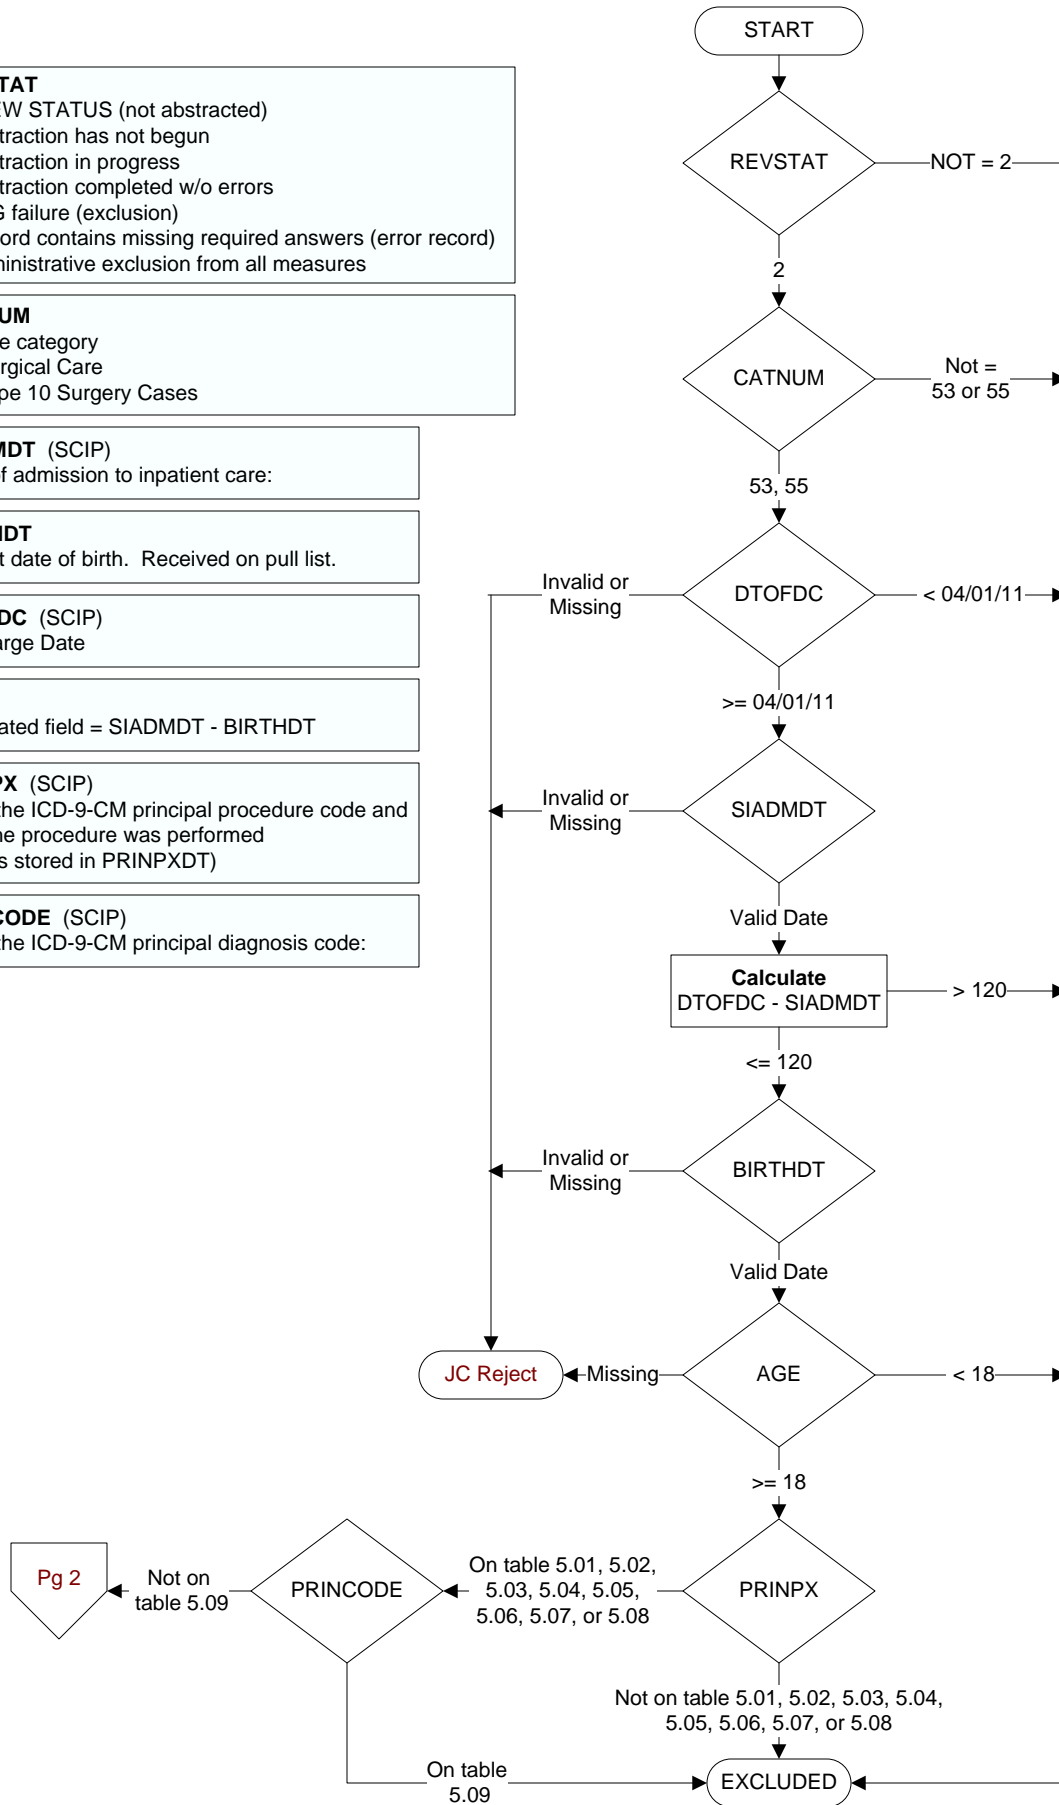 START
TAT
EW STATUS (not abstracted)
traction has not begun
traction in progress
traction completed w/o errors
G failure (exclusion)
ord contains missing required answers (error record)
ministrative exclusion from all measures
REVSTAT
NOT = 2
2
UM
e category
rgical Care
pe 10 Surgery Cases
CATNUM
Not =
53 or 55
53, 55
MDT (SCIP)
f admission to inpatient care:
HDT
t date of birth. Received on pull list.
DC (SCIP)
arge Date
ated field = SIADMDT - BIRTHDT
PX (SCIP)
the ICD-9-CM principal procedure code and
ne procedure was performed
s stored in PRINPXDT)
CODE (SCIP)
the ICD-9-CM principal diagnosis code:
Invalid or
Missing
DTOFDC
< 04/01/11
>= 04/01/11
Invalid or
Missing
SIADMDT
Valid Date
Calculate
DTOFDC - SIADMDT
> 120
<= 120
Invalid or
Missing
BIRTHDT
Valid Date
JC Reject
Missing
AGE
< 18
>= 18
Pg 2
Not on
table 5.09
PRINCODE
On table 5.01, 5.02,
5.03, 5.04, 5.05,
5.06, 5.07, or 5.08
PRINPX
Not on table 5.01, 5.02, 5.03, 5.04,
5.05, 5.06, 5.07, or 5.08
On table
5.09
EXCLUDED